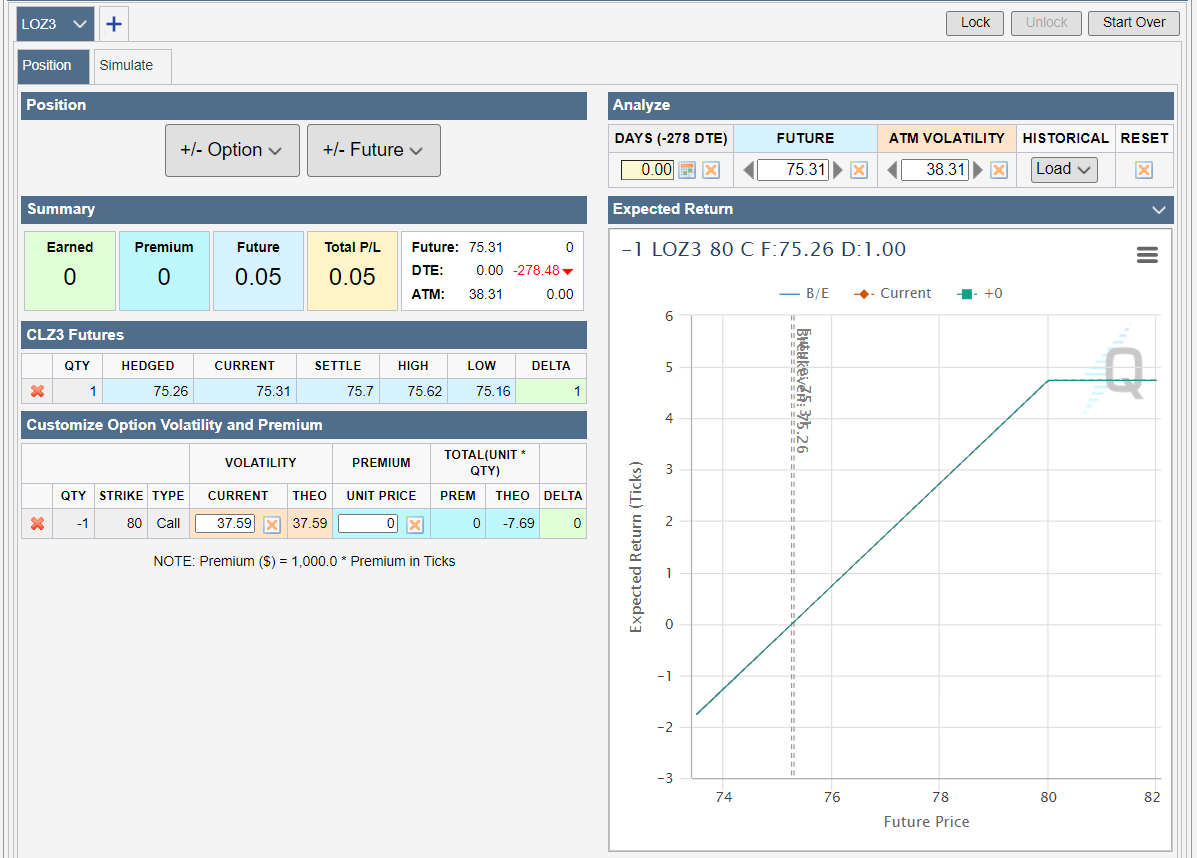 LOZ3
Lock Unlock Start Over
Position Simulate
Position
+/- Option +/- Future
Summary
Earned Premium Future Total P/L
0 0 0.05 0.05
Future: 75.31 0
DTE: 0.00 -278.48
ATM: 38.31 0.00
CLZ3 Futures
QTY HEDGED CURRENT SETTLE HIGH LOW DELTA
1 75.26 75.31 75.7 75.62 75.16 1
Customize Option Volatility and Premium
VOLATILITY PREMIUM TOTAL(UNIT *
QTY)
QTY STRIKE TYPE CURRENT THEO UNIT PRICE PREM THEO DELTA
-1 80 Call 37.59 37.59 0 0 -7.69 0
NOTE: Premium ($) = 1,000.0 * Premium in Ticks
Analyze
DAYS (-278 DTE) FUTURE ATM VOLATILITY HISTORICAL RESET
0.00 75.31 38.31 Load
Expected Return
−1 LOZ3 80 C F:75.26 D:1.00
B/E Current +0
Q
Expected Return (Ticks)
6
5
4
3
2
1
0
−1
−2
−3
Future: 75.31
Breakeven: 75.26
74 76 78 80 82
Future Price